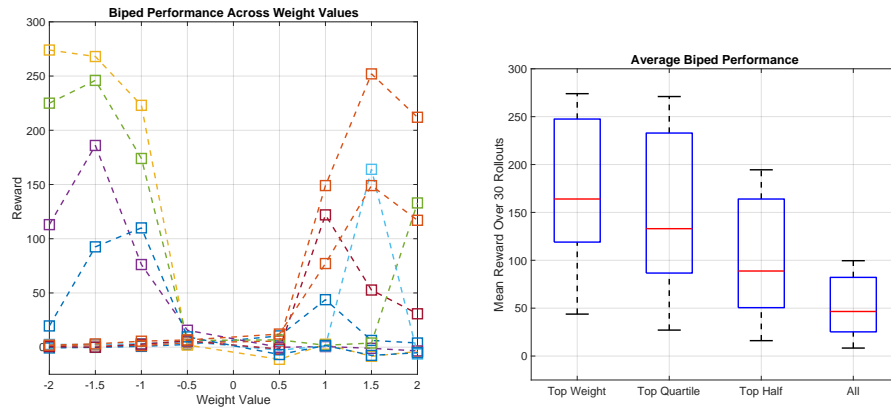 Biped Performance Across Weight Values
300
250
200
150
100
50
0
Reward
-2 -1.5 -1 -0.5 0 0.5 1 1.5 2
Weight Value
Average Biped Performance
300
250
200
150
100
50
0
Mean Reward Over 30 Rollouts
Top Weight Top Quartile Top Half All